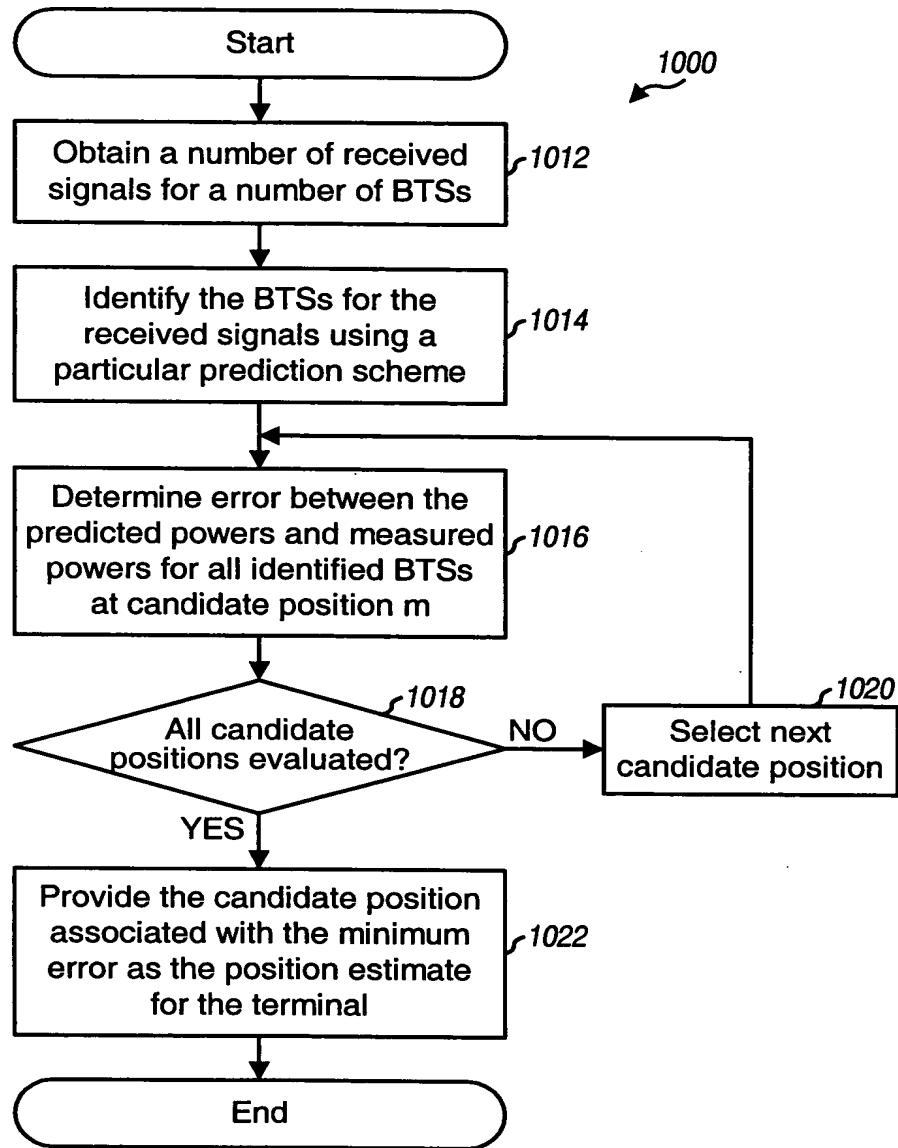 Start
1000
Obtain a number of received
signals for a number of BTSs
1012
Identify the BTSs for the
received signals using a
particular prediction scheme
1014
Determine error between the
predicted powers and measured
powers for all identified BTSs
at candidate position m
1016
1018
All candidate
positions evaluated?
NO
1020
Select next
candidate position
YES
Provide the candidate position
associated with the minimum
error as the position estimate
for the terminal
1022
End